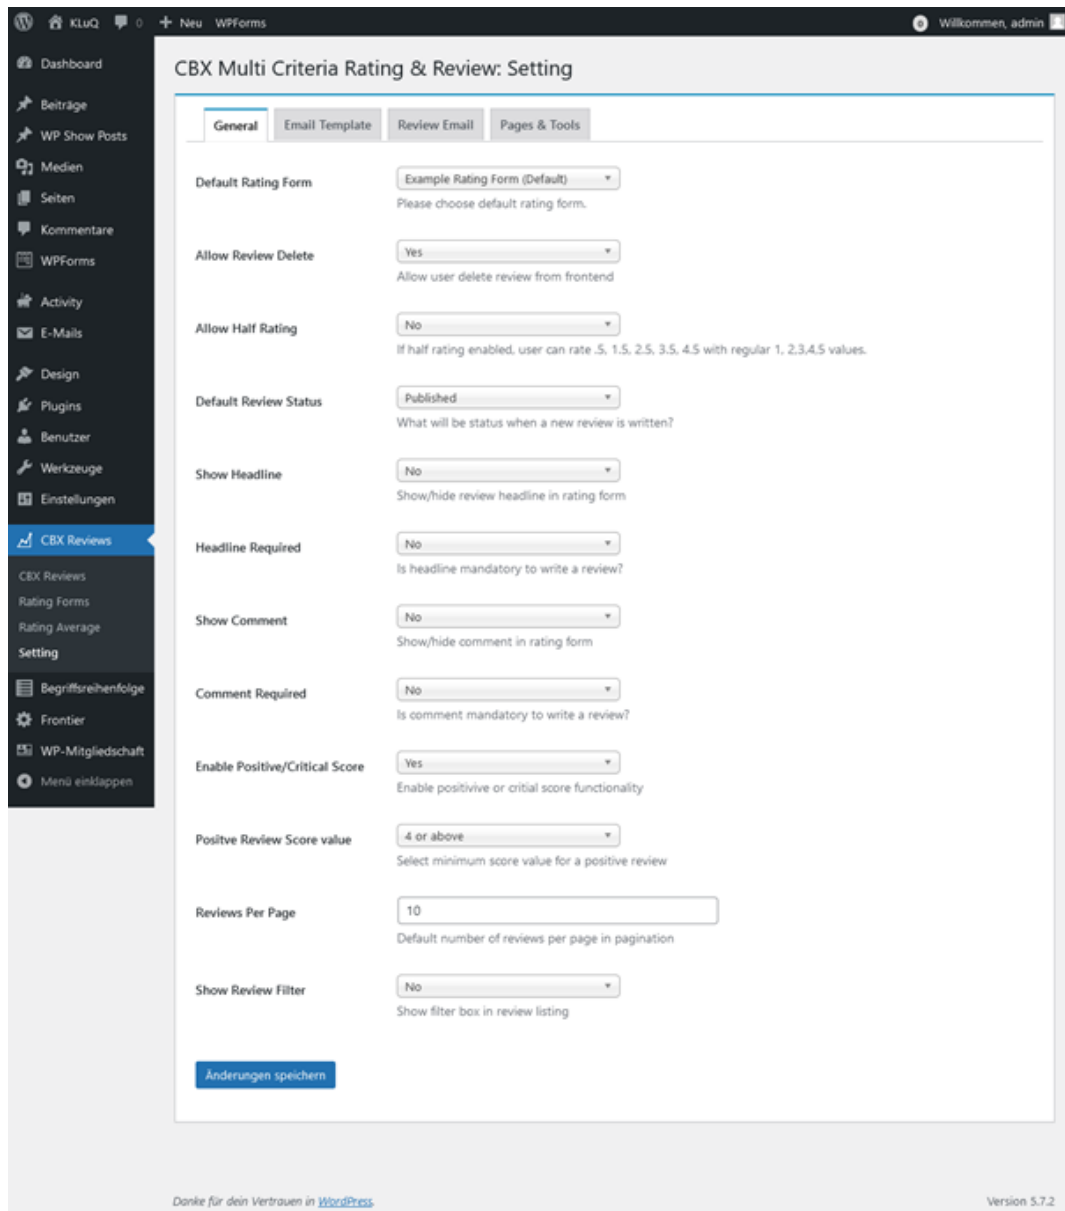 KLuQ 0 Neu WPForms 0 Willkommen, admin
Dashboard
Beiträge
WP Show Posts
Medien
Seiten
Kommentare
WPForms
Activity
E-Mails
Design
Plugins
Benutzer
Werkzeuge
Einstellungen
CBX Reviews
CBX Reviews
Rating Forms
Rating Average
Setting
Begriffsreihenfolge
Frontier
WP-Mitgliedschaft
Menü einklappen
CBX Multi Criteria Rating & Review: Setting
General Email Template Review Email Pages & Tools
Default Rating Form Example Rating Form (Default)
Please choose default rating form.
Allow Review Delete Yes
Allow user delete review from frontend
Allow Half Rating No
If half rating enabled, user can rate .5, 1.5, 2.5, 3.5, 4.5 with regular 1, 2,3,4,5 values.
Default Review Status Published
What will be status when a new review is written?
Show Headline No
Show/hide review headline in rating form
Headline Required No
Is headline mandatory to write a review?
Show Comment No
Show/hide comment in rating form
Comment Required No
Is comment mandatory to write a review?
Enable Positive/Critical Score Yes
Enable positivive or critial score functionality
Positve Review Score value 4 or above
Select minimum score value for a positive review
Reviews Per Page 10
Default number of reviews per page in pagination
Show Review Filter No
Show filter box in review listing
Änderungen speichern
Danke für dein Vertrauen in WordPress. Version 5.7.2